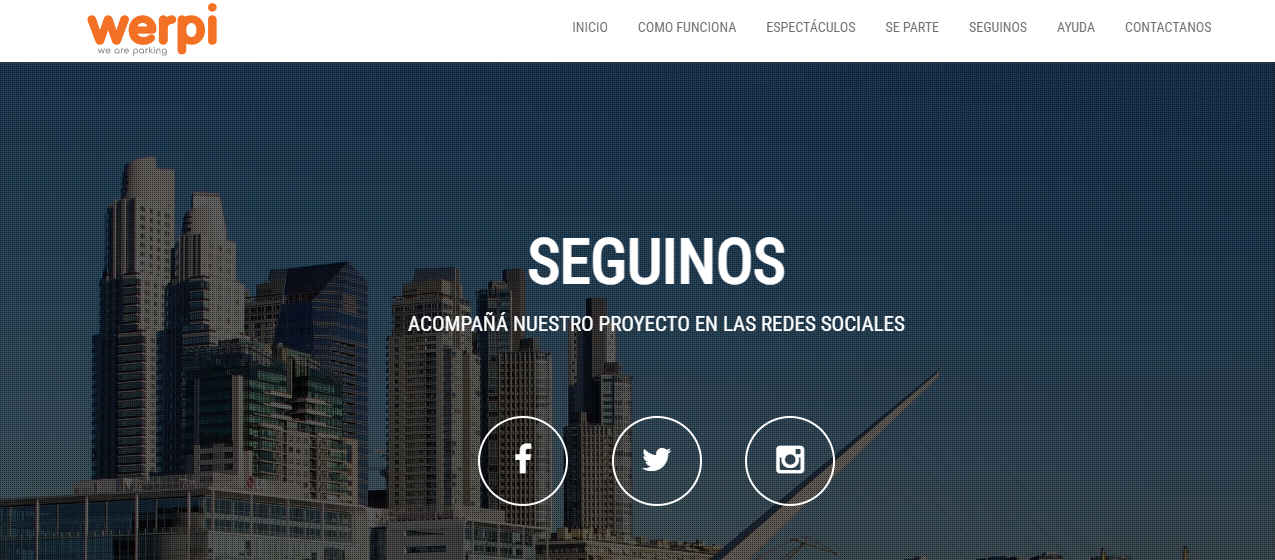 werpi
we are parking
INICIO COMO FUNCIONA ESPECTÁCULOS SE PARTE SEGUINOS AYUDA CONTACTANOS
SEGUINOS
ACOMPAÑÁ NUESTRO PROYECTO EN LAS REDES SOCIALES